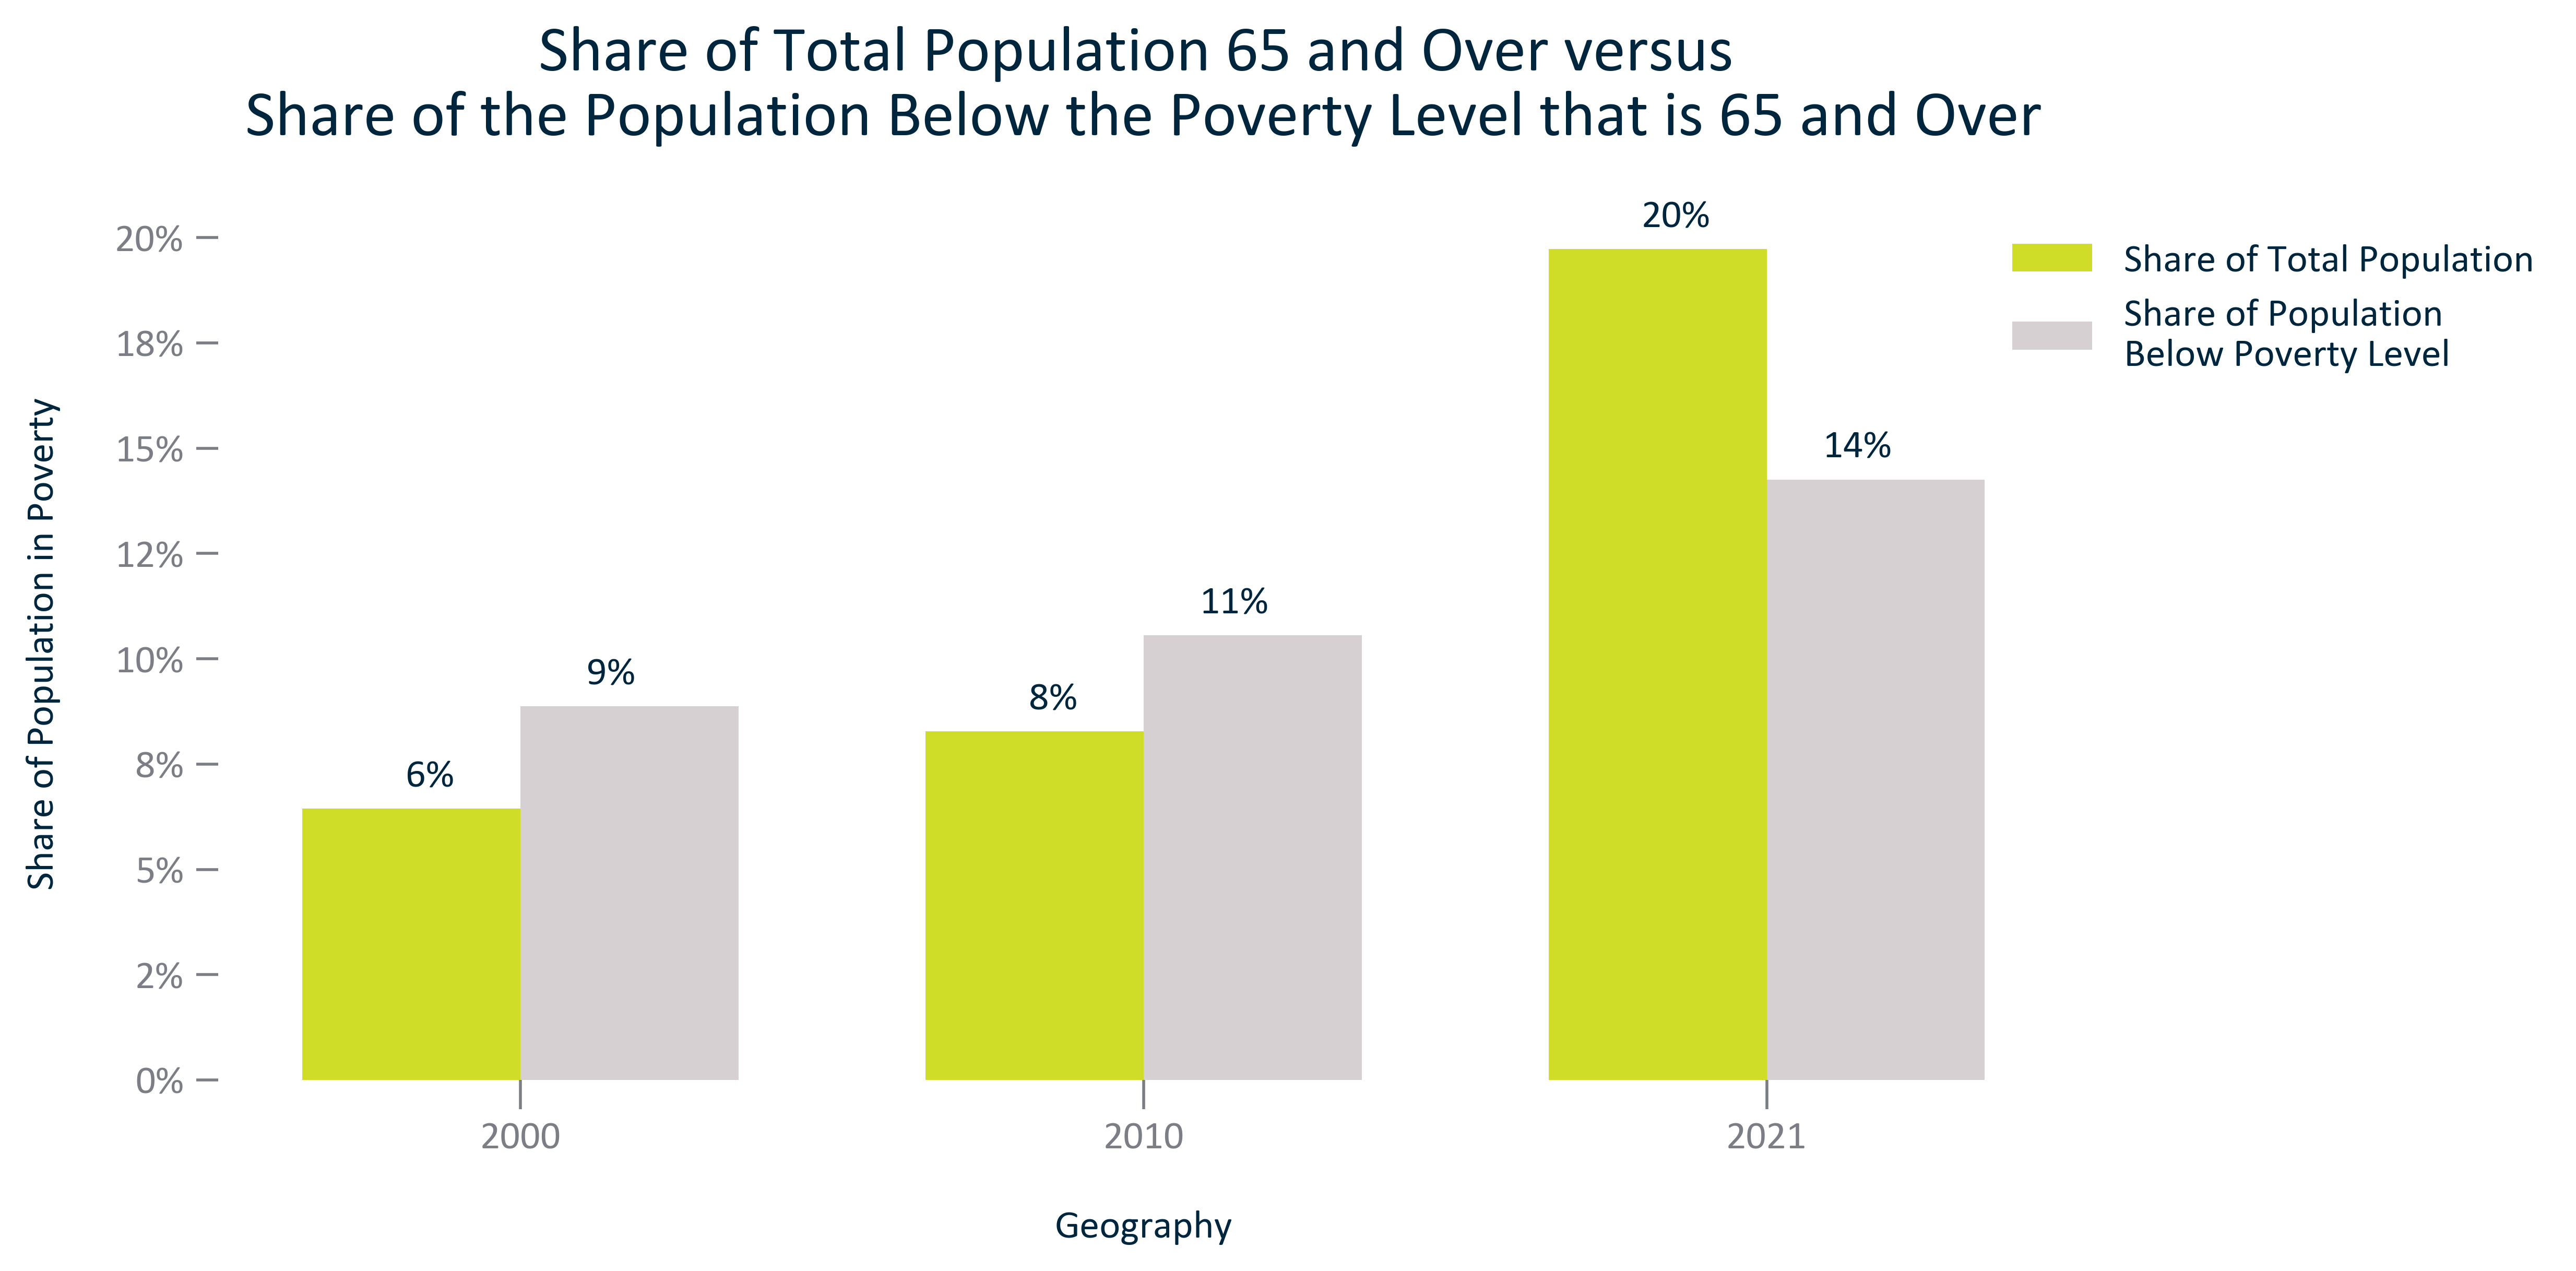 Share of Total Population 65 and Over versus
Share of the Population Below the Poverty Level that is 65 and Over
20%
18%
15%
12%
10%
8%
5%
2%
0%
Share of Population in Poverty
6%
9%
8%
11%
20%
14%
2000
2010
2021
Geography
Share of Total Population
Share of Population
Below Poverty Level